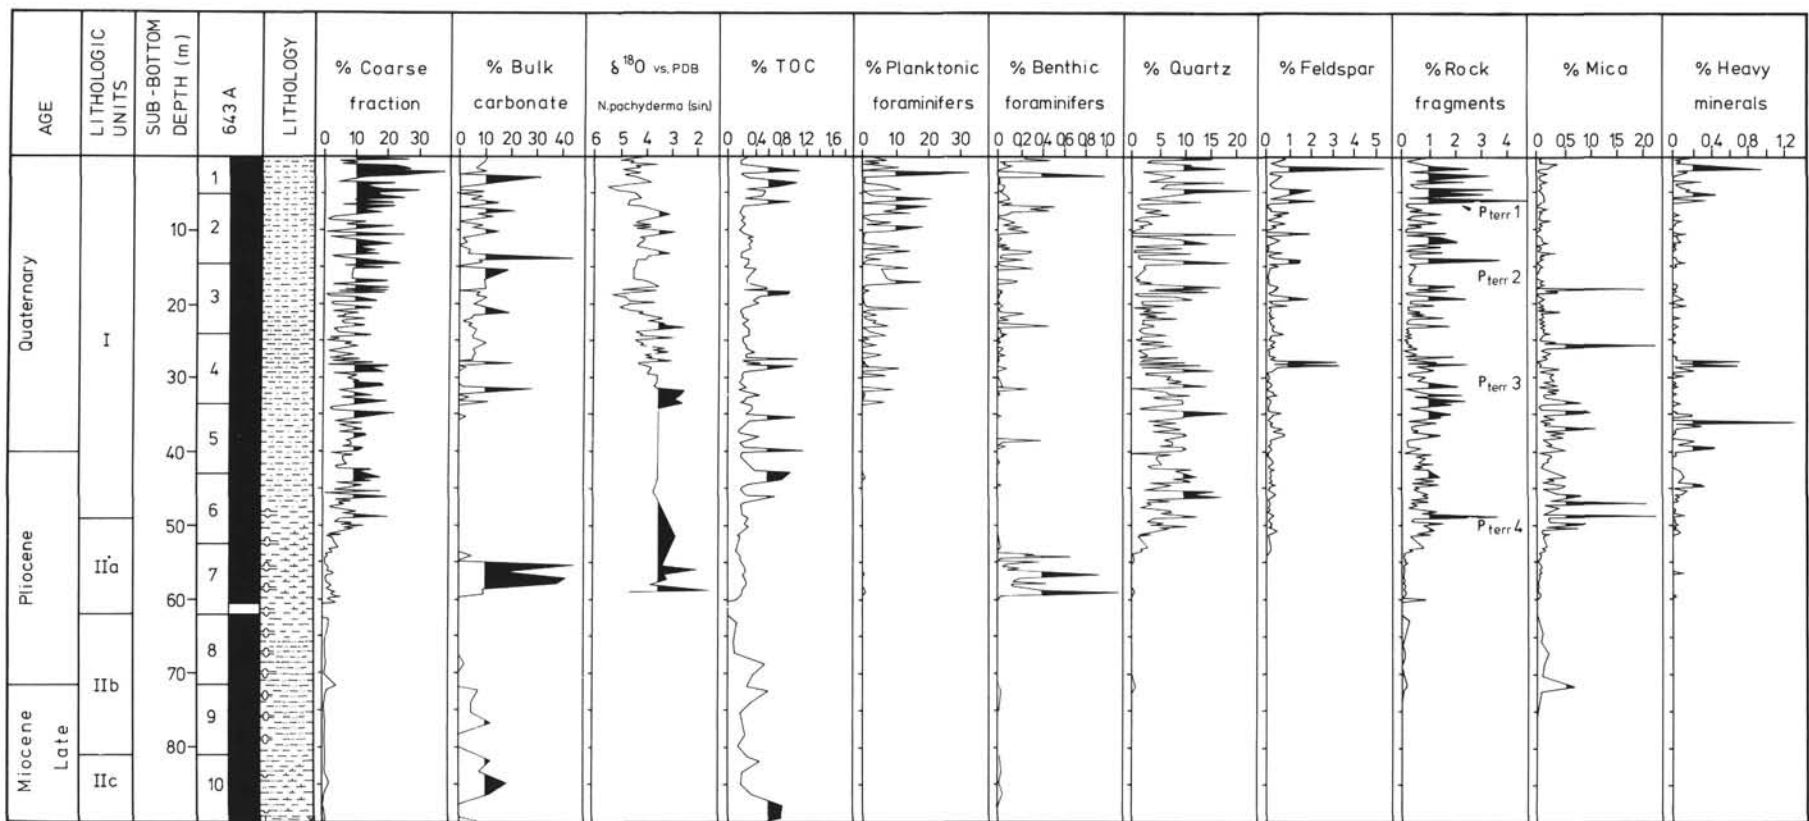 AGE
LITHOLOGIC
UNITS
SUB-BOTTOM
DEPTH (m)
643 A
LITHOLOGY
% Coarse
fraction
% Bulk
carbonate
δ18O vs. PDB
N.pachyderma (sin)
% TOC
% Planktonic
foraminifers
% Benthic
foraminifers
% Quartz
% Feldspar
% Rock
fragments
% Mica
% Heavy
minerals
0 10 20 30
0 10 20 40
6 5 4 3 2
0 0,4 0,8 1,2 1,6 1,8
0 10 20 30
0 0,2 0,4 0,6 0,8 1,0
0 5 10 15 20
0 1 2 3 4 5
0 1 2 3 4
0 0,5 1,0 1,5 2,0
0 0,4 0,8 1,2
Quaternary
Pliocene
Miocene
Late
I
IIa
IIb
IIc
10
20
30
40
50
60
70
80
1
2
3
4
5
6
7
8
9
10
Pterr 1
Pterr 2
Pterr 3
Pterr 4